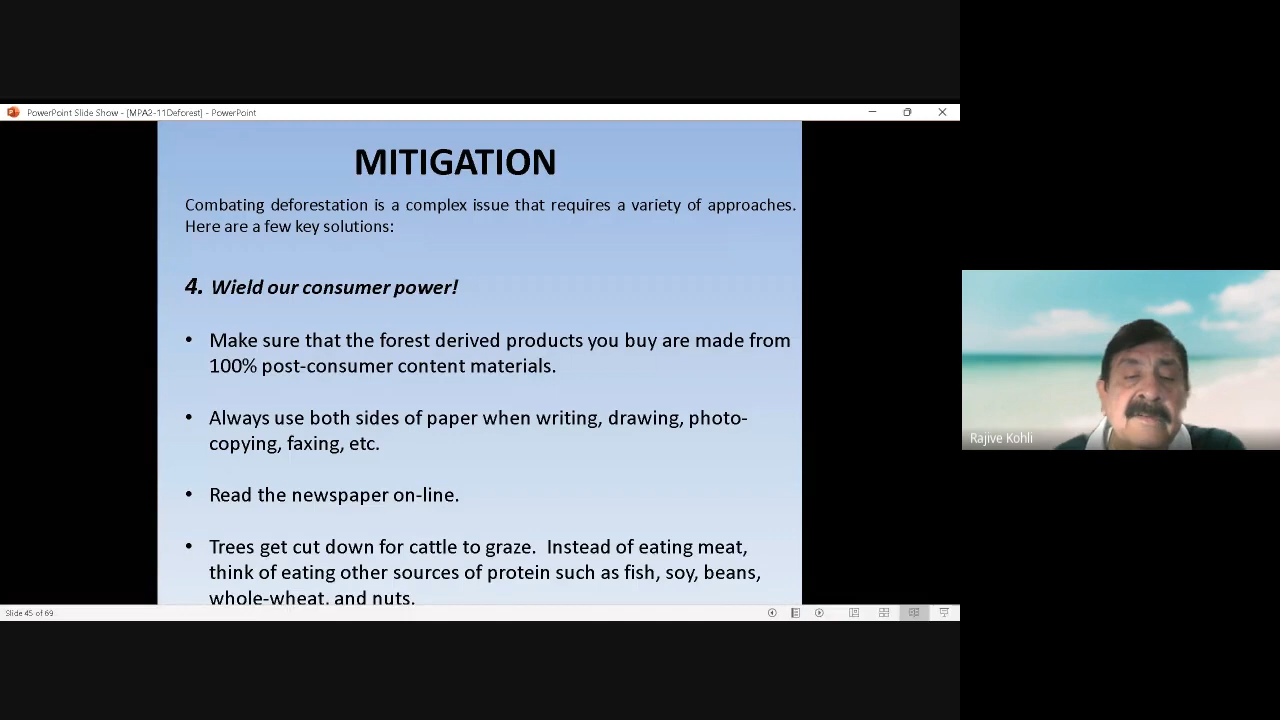 PowerPoint Slide Show - [MPA2-11Deforest] - PowerPoint
MITIGATION
Combating deforestation is a complex issue that requires a variety of approaches.
Here are a few key solutions:
4. Wield our consumer power!
• Make sure that the forest derived products you buy are made from
100% post-consumer content materials.
• Always use both sides of paper when writing, drawing, photo-
copying, faxing, etc.
• Read the newspaper on-line.
• Trees get cut down for cattle to graze.  Instead of eating meat,
think of eating other sources of protein such as fish, soy, beans,
whole-wheat, and nuts.
Slide 45 of 69
Rajive Kohli